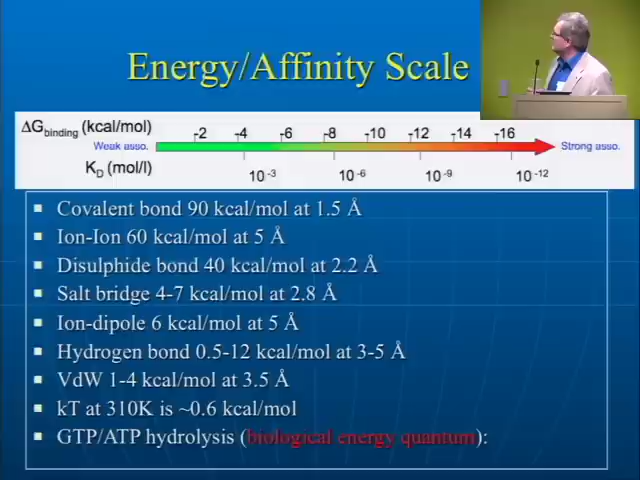 Energy/Affinity Scale
ΔGbinding (kcal/mol)
-2 -4 -6 -8 -10 -12 -14 -16
Weak asso. Strong asso.
KD (mol/l)
10-3 10-6 10-9 10-12
Covalent bond 90 kcal/mol at 1.5 Å
Ion-Ion 60 kcal/mol at 5 Å
Disulphide bond 40 kcal/mol at 2.2 Å
Salt bridge 4-7 kcal/mol at 2.8 Å
Ion-dipole 6 kcal/mol at 5 Å
Hydrogen bond 0.5-12 kcal/mol at 3-5 Å
VdW 1-4 kcal/mol at 3.5 Å
kT at 310K is ~0.6 kcal/mol
GTP/ATP hydrolysis (biological energy quantum):